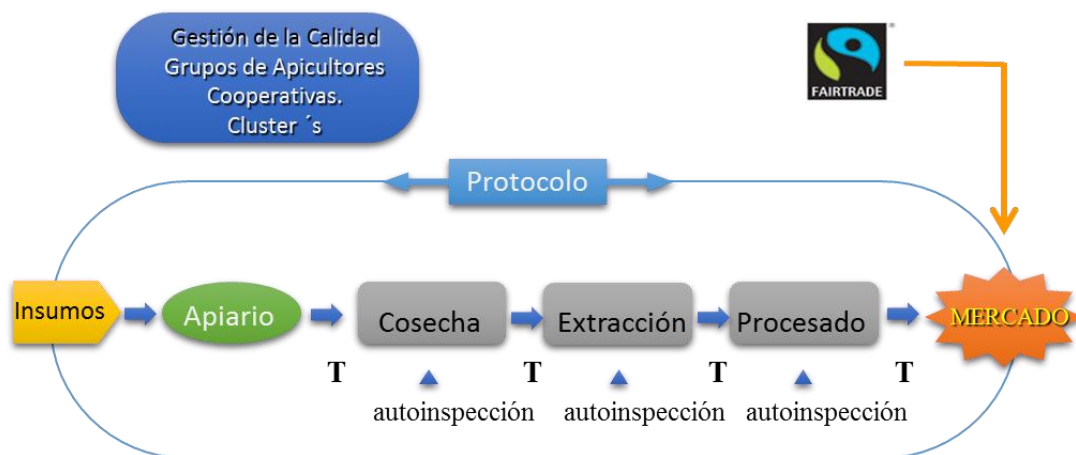 Gestión de la Calidad
Grupos de Apicultores
Cooperativas.
Cluster ´s
FAIRTRADE
Protocolo
Insumos
Apiario
Cosecha
Extracción
Procesado
MERCADO
T
T
T
T
autoinspección
autoinspección
autoinspección